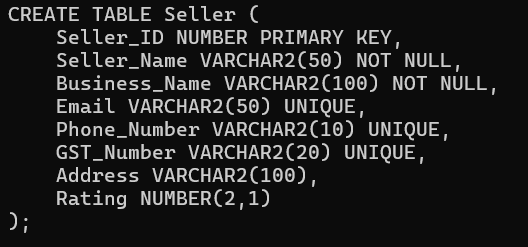 CREATE TABLE Seller (
    Seller_ID NUMBER PRIMARY KEY,
    Seller_Name VARCHAR2(50) NOT NULL,
    Business_Name VARCHAR2(100) NOT NULL,
    Email VARCHAR2(50) UNIQUE,
    Phone_Number VARCHAR2(10) UNIQUE,
    GST_Number VARCHAR2(20) UNIQUE,
    Address VARCHAR2(100),
    Rating NUMBER(2,1)
);